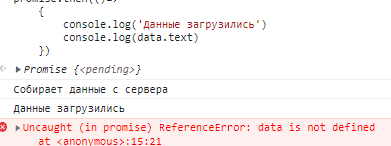 promise.then(()=>
{
console.log('Данные загрузились')
console.log(data.text)
})
Promise {<pending>}
Собирает данные с сервера
Данные загрузились
Uncaught (in promise) ReferenceError: data is not defined
at <anonymous>:15:21